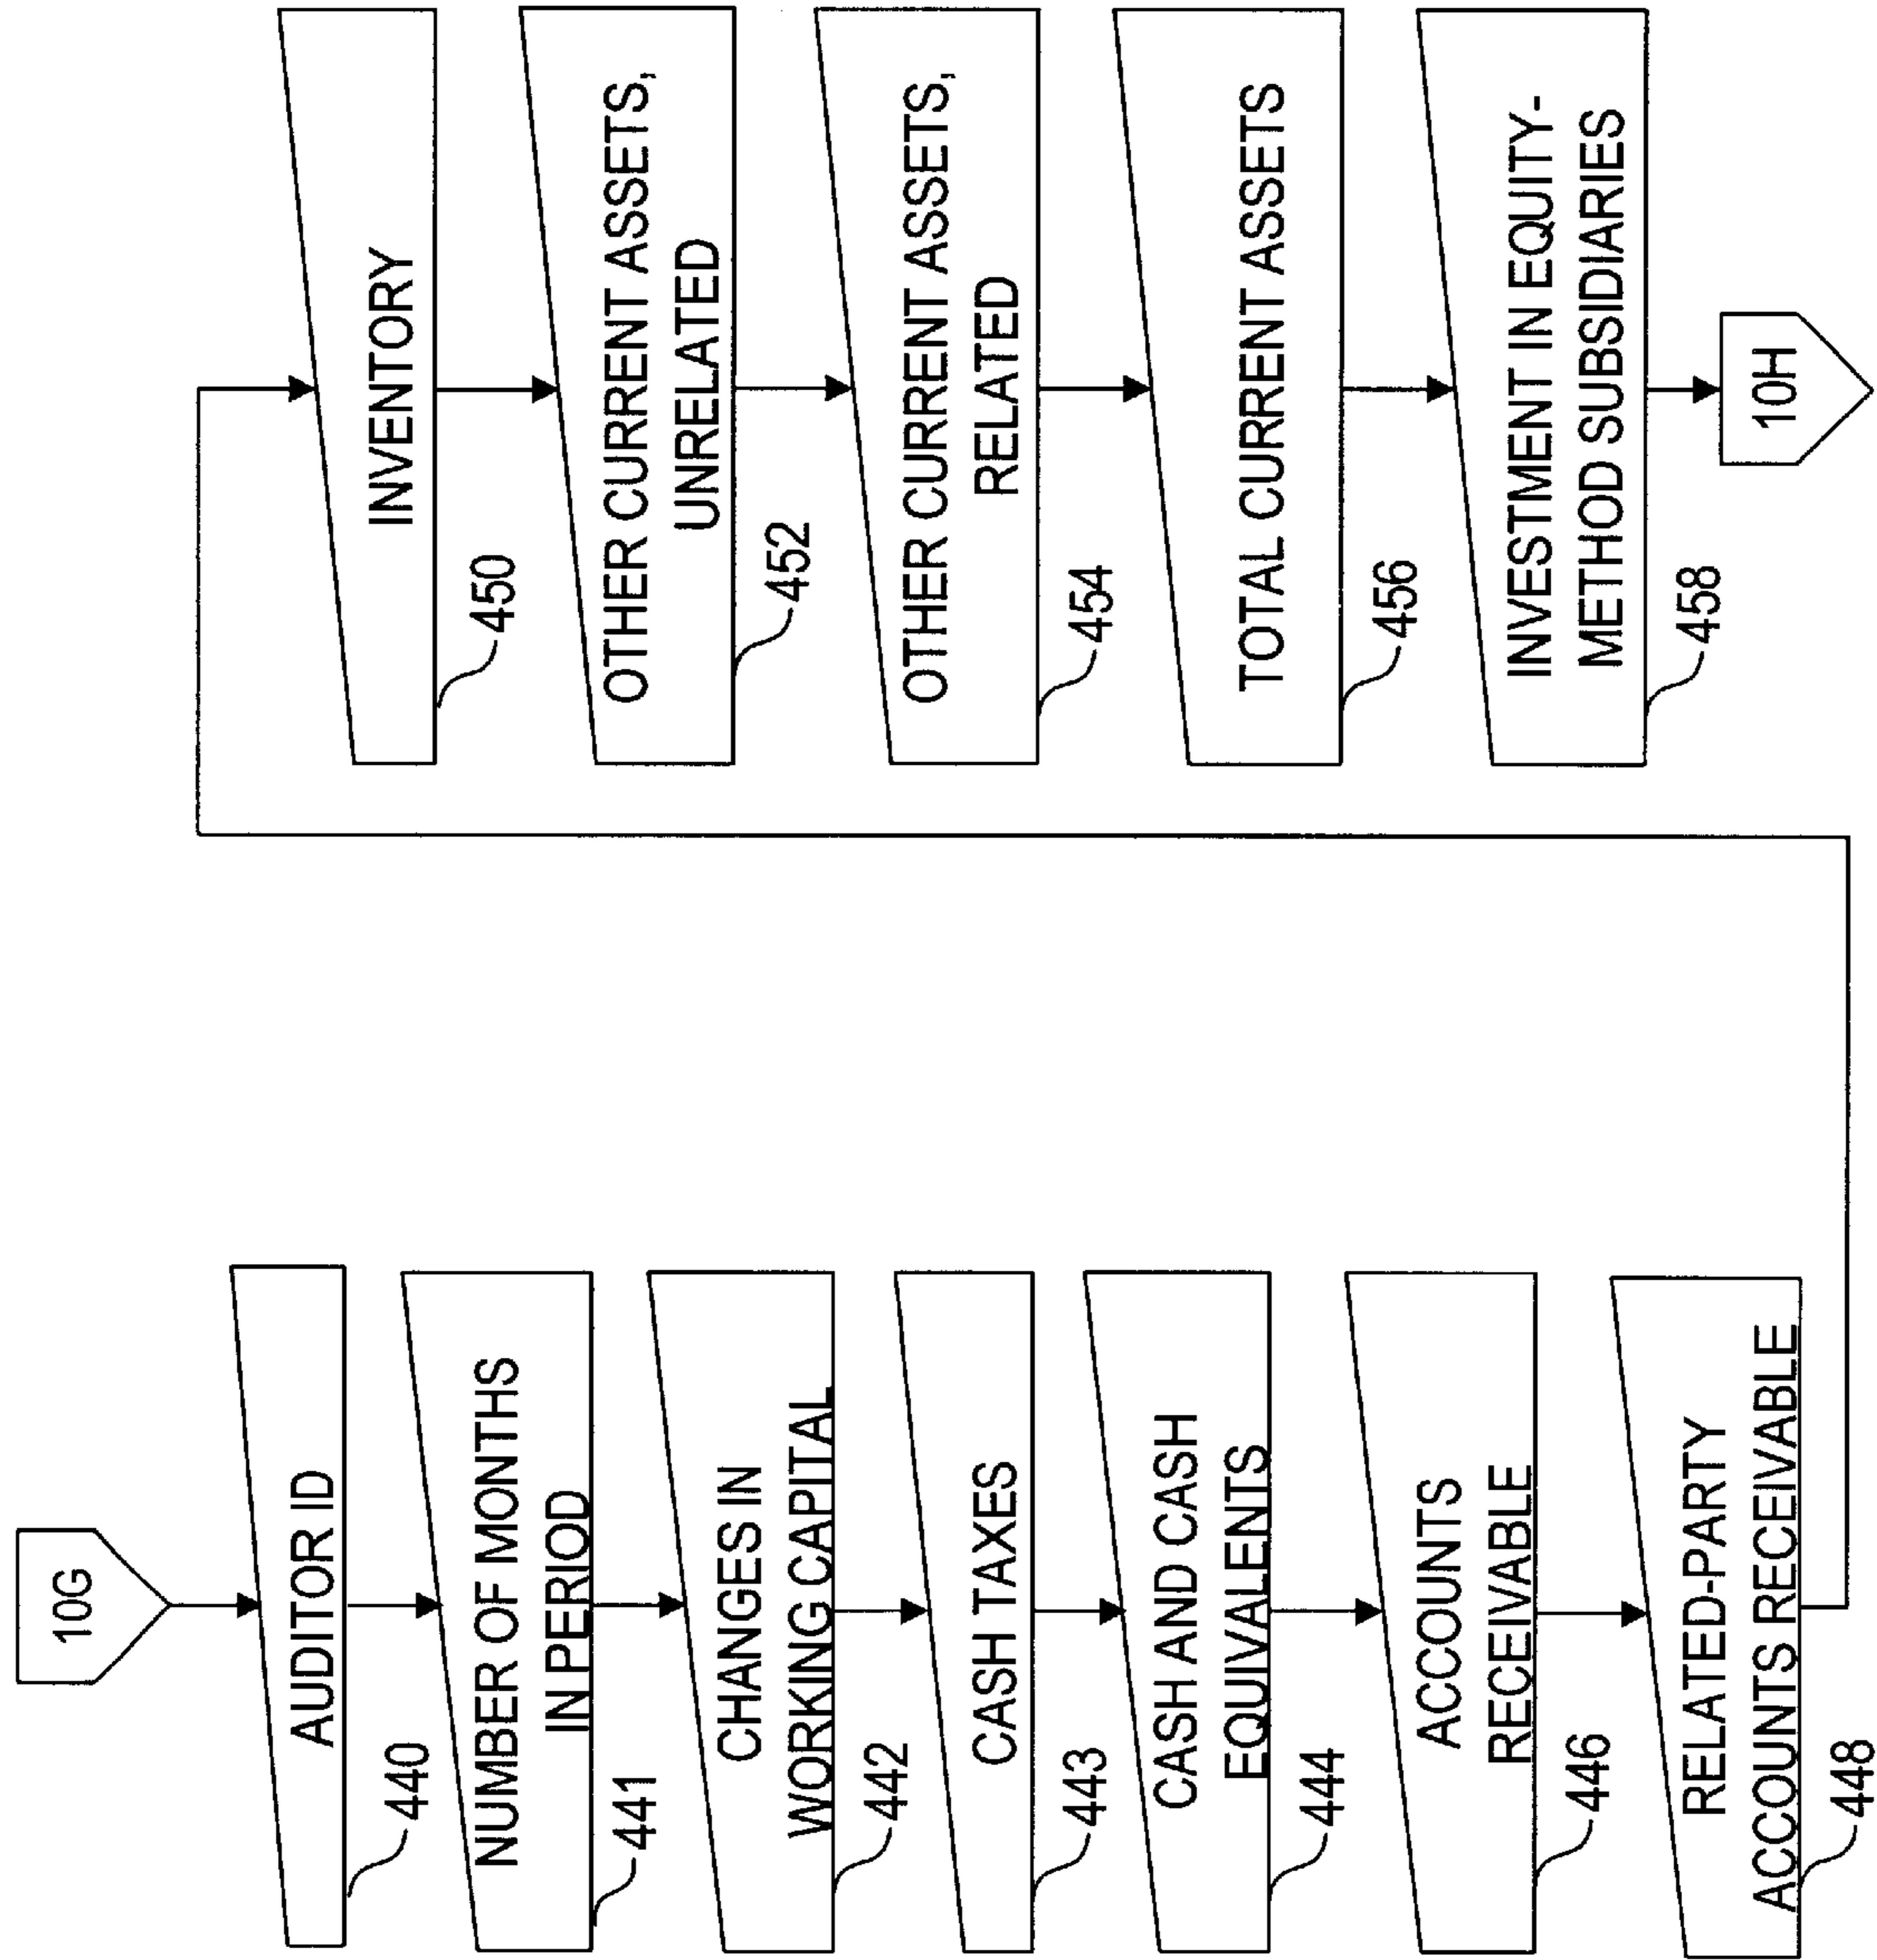 10G
AUDITOR ID
440
NUMBER OF MONTHS
IN PERIOD
441
CHANGES IN
WORKING CAPITAL
442
CASH TAXES
443
CASH AND CASH
EQUIVALENTS
444
ACCOUNTS
RECEIVABLE
446
RELATED-PARTY
ACCOUNTS RECEIVABLE
448
INVENTORY
450
OTHER CURRENT ASSETS,
UNRELATED
452
OTHER CURRENT ASSETS,
RELATED
454
TOTAL CURRENT ASSETS
456
INVESTMENT IN EQUITY-
METHOD SUBSIDIARIES
458
10H